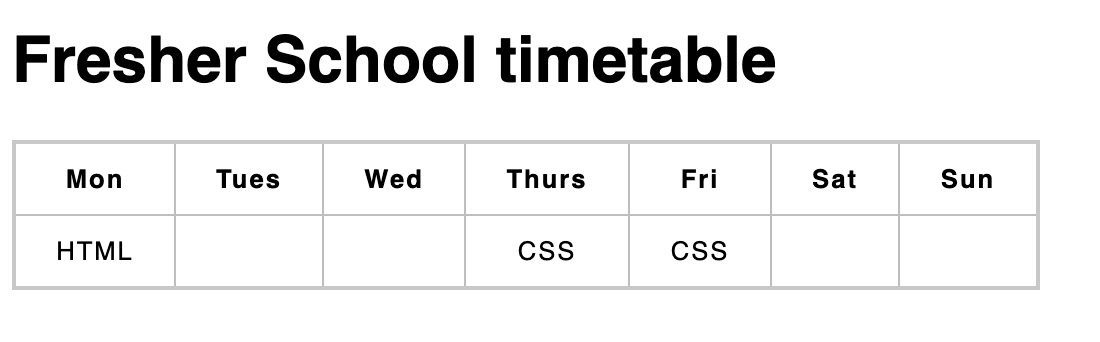 Fresher School timetable
Mon Tues Wed Thurs Fri Sat Sun
HTML CSS CSS